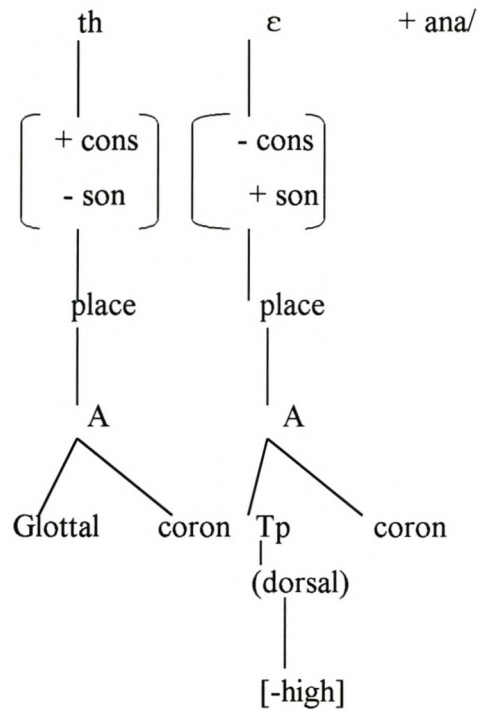 th ε + ana/
+ cons - cons
- son + son
place place
A A
Glottal coron Tp coron
(dorsal)
[-high]